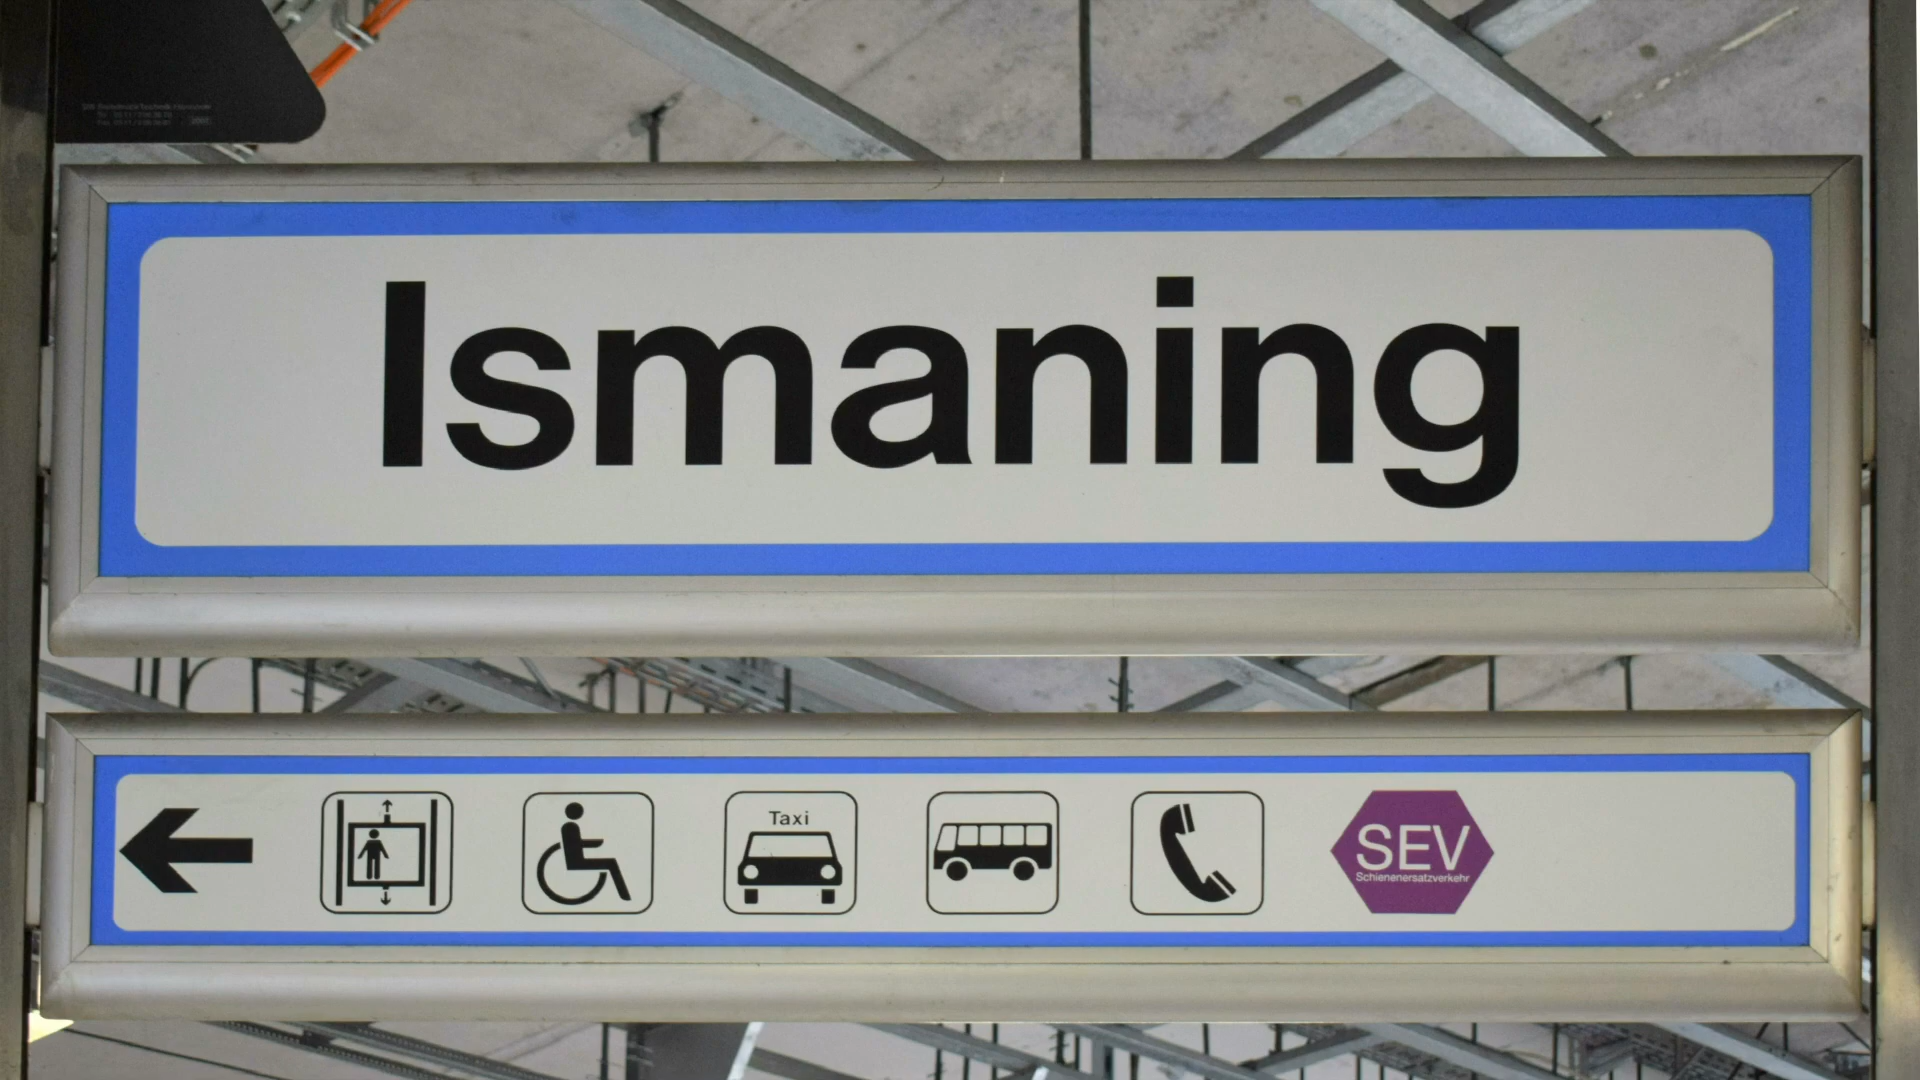 Ismaning
Taxi
SEV
Schienenersatzverkehr